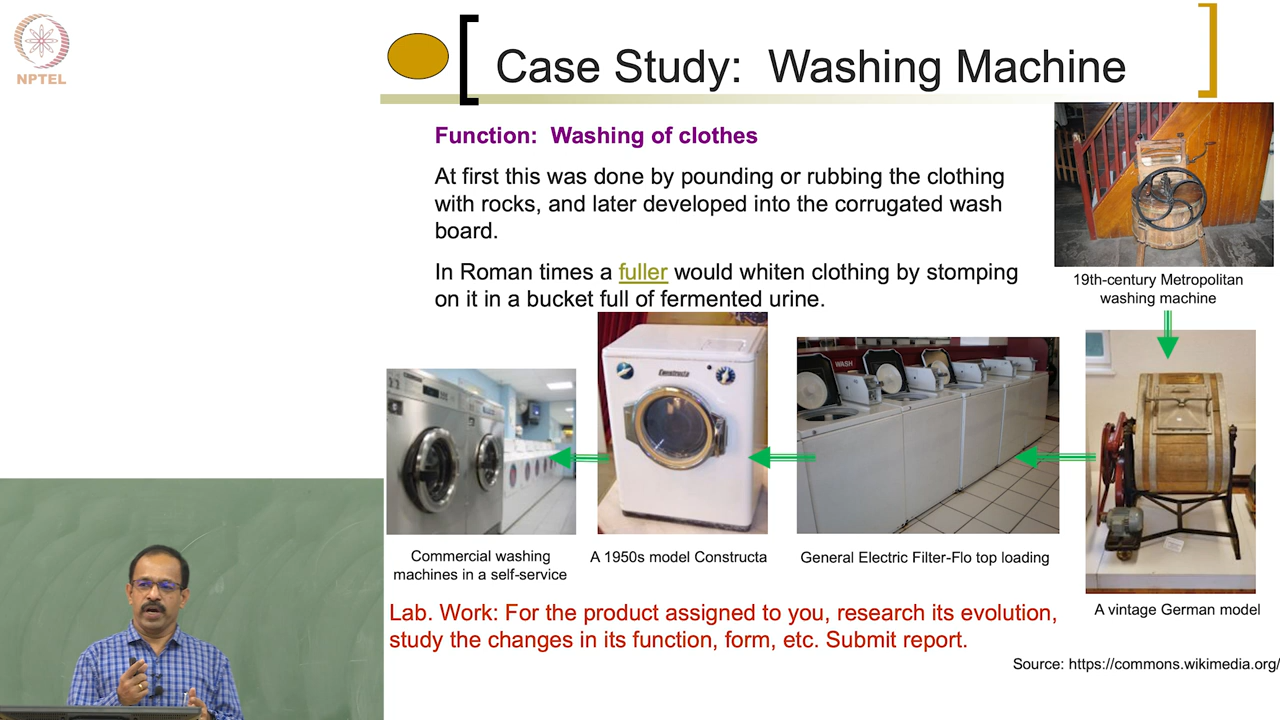 NPTEL
Case Study: Washing Machine
Function: Washing of clothes
At first this was done by pounding or rubbing the clothing
with rocks, and later developed into the corrugated wash
board.
In Roman times a fuller would whiten clothing by stomping
on it in a bucket full of fermented urine.
19th-century Metropolitan
washing machine
WASH
Constructa
Commercial washing
machines in a self-service
A 1950s model Constructa
General Electric Filter-Flo top loading
A vintage German model
Lab. Work: For the product assigned to you, research its evolution,
study the changes in its function, form, etc. Submit report.
Source: https://commons.wikimedia.org/